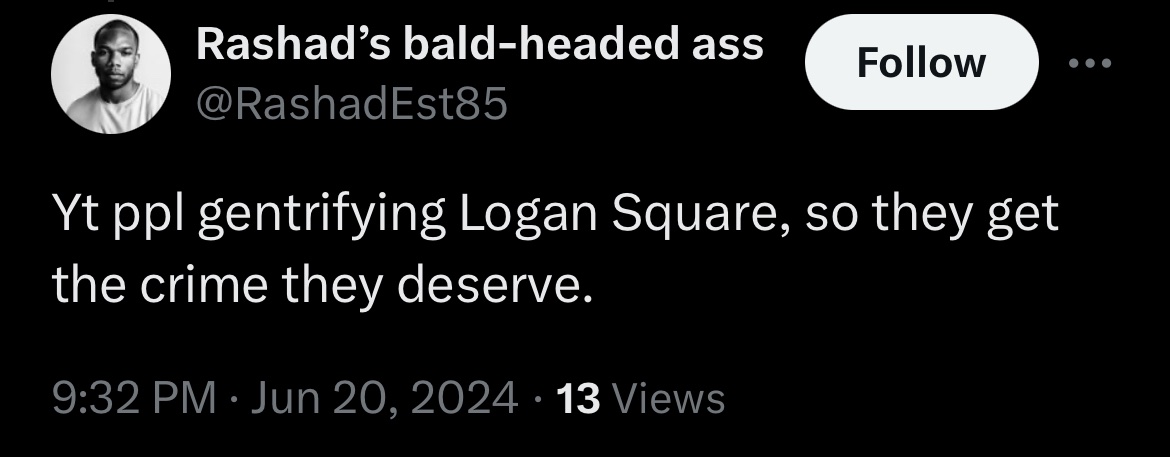 Rashad’s bald-headed ass
Follow
@RashadEst85
Yt ppl gentrifying Logan Square, so they get
the crime they deserve.
9:32 PM · Jun 20, 2024 · 13 Views